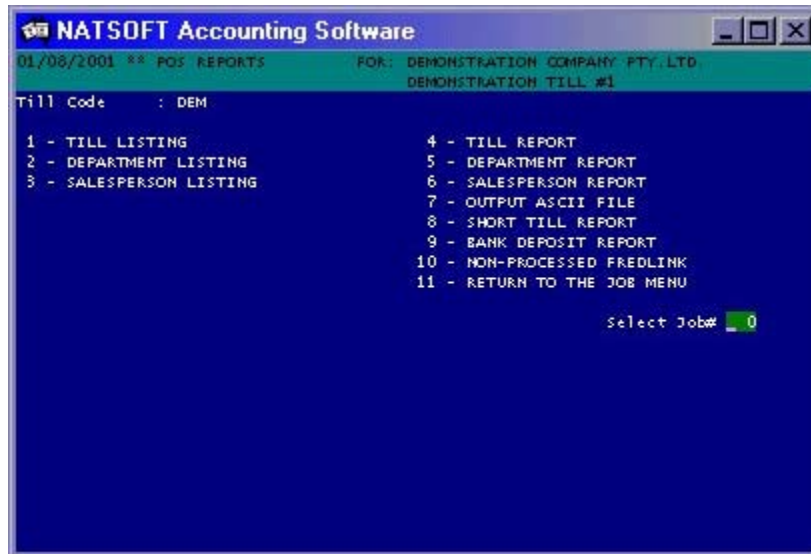 NATSOFT Accounting Software
01/08/2001 ** POS REPORTS FOR: DEMONSTRATION COMPANY PTY.LTD.
DEMONSTRATION TILL #1
Till Code : DEM
1 - TILL LISTING 4 - TILL REPORT
2 - DEPARTMENT LISTING 5 - DEPARTMENT REPORT
3 - SALESPERSON LISTING 6 - SALESPERSON REPORT
7 - OUTPUT ASCII FILE
8 - SHORT TILL REPORT
9 - BANK DEPOSIT REPORT
10 - NON-PROCESSED FREDLINK
11 - RETURN TO THE JOB MENU
Select Job# _ 0